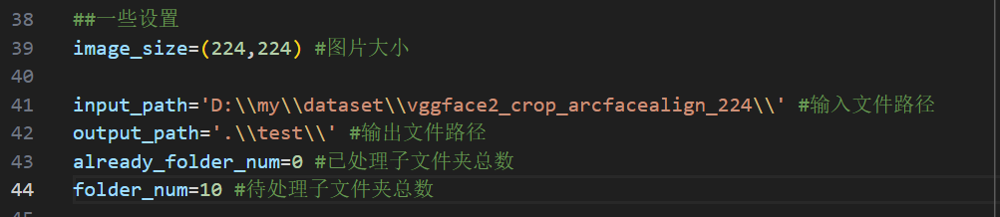 38 ##一些设置
39 image_size=(224,224) #图片大小
40
41 input_path='D:\\my\\dataset\\vggface2_crop_arcfacealign_224\\' #输入文件路径
42 output_path='.\\test\\' #输出文件路径
43 already_folder_num=0 #已处理子文件夹总数
44 folder_num=10 #待处理子文件夹总数